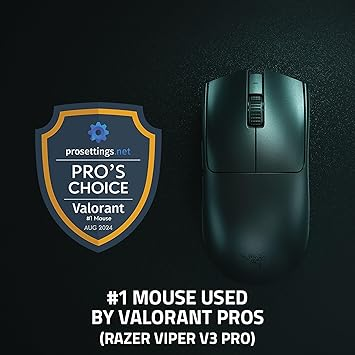 prosettings.net
PRO'S
CHOICE
Valorant
#1 Mouse
AUG 2024
#1 MOUSE USED
BY VALORANT PROS
(RAZER VIPER V3 PRO)